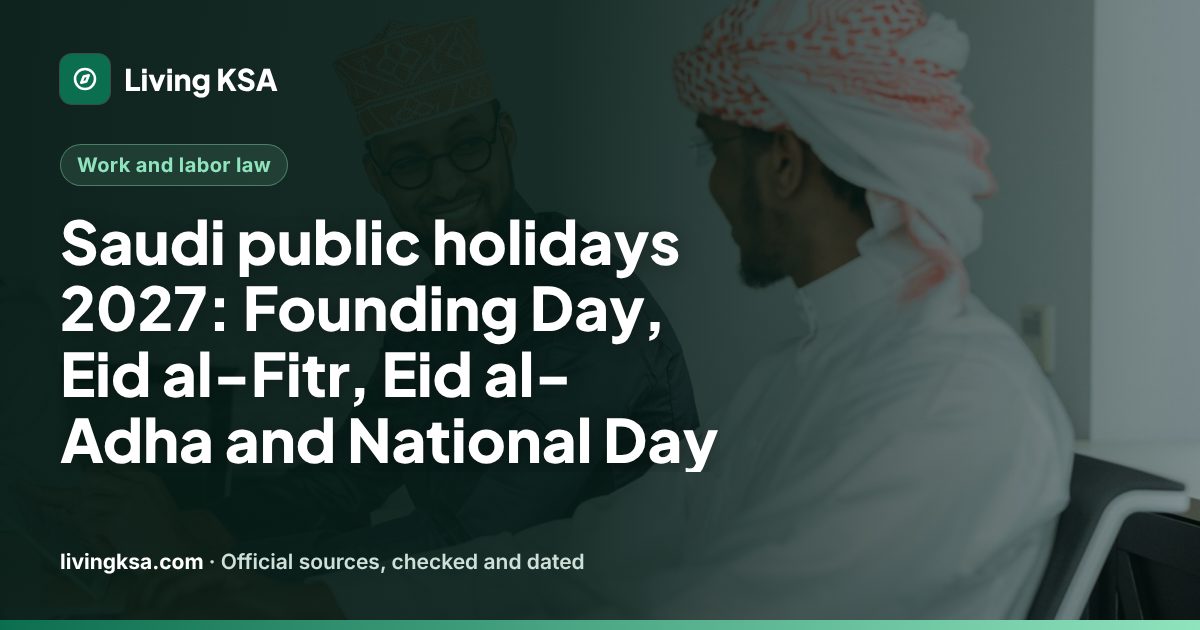 Living KSA
Work and labor law
Saudi public holidays
2027: Founding Day,
Eid al-Fitr, Eid al-
Adha and National Day
livingksa.com · Official sources, checked and dated